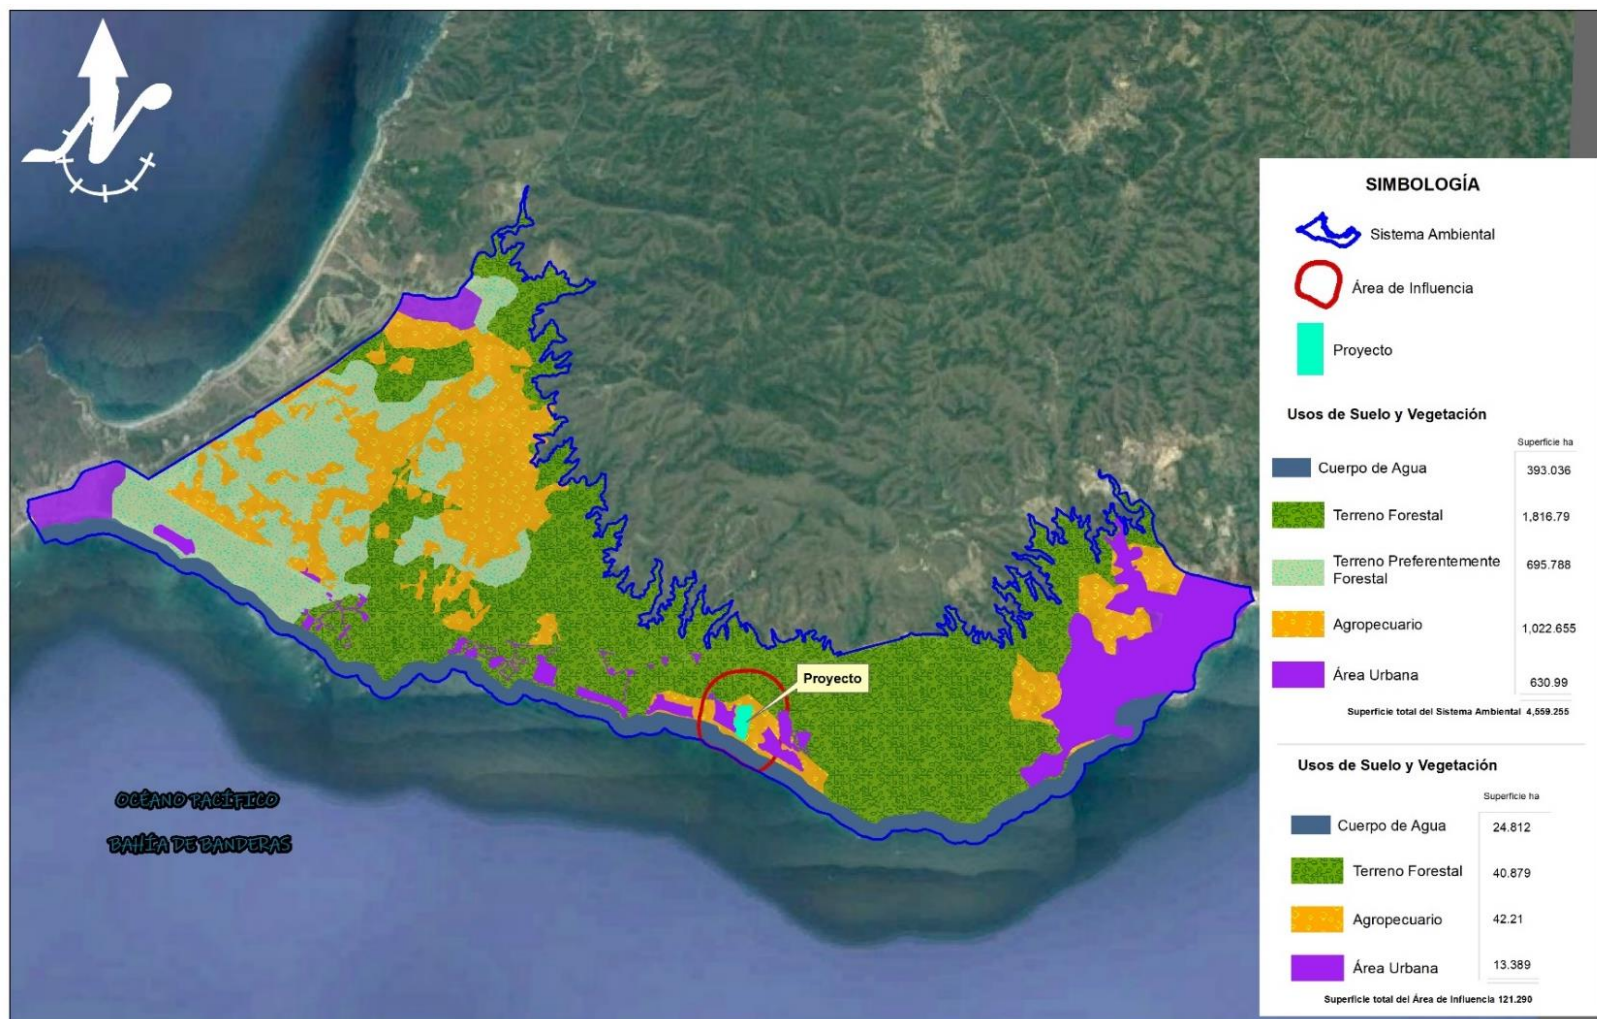 N
Proyecto
OCÉANO PACÍFICO
BAHÍA DE BANDERAS
SIMBOLOGÍA
Sistema Ambiental
Área de Influencia
Proyecto
Usos de Suelo y Vegetación
Superficie ha
Cuerpo de Agua 393.036
Terreno Forestal 1,816.79
Terreno Preferentemente
Forestal 695.788
Agropecuario 1,022.655
Área Urbana 630.99
Superficie total del Sistema Ambiental 4,559.255
Usos de Suelo y Vegetación
Superficie ha
Cuerpo de Agua 24.812
Terreno Forestal 40.879
Agropecuario 42.21
Área Urbana 13.389
Superficie total del Área de Influencia 121.290